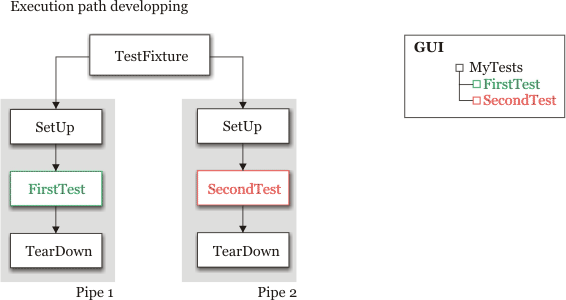 Execution path developping
TestFixture
SetUp
FirstTest
TearDown
Pipe 1
SetUp
SecondTest
TearDown
Pipe 2
GUI
MyTests
FirstTest
SecondTest